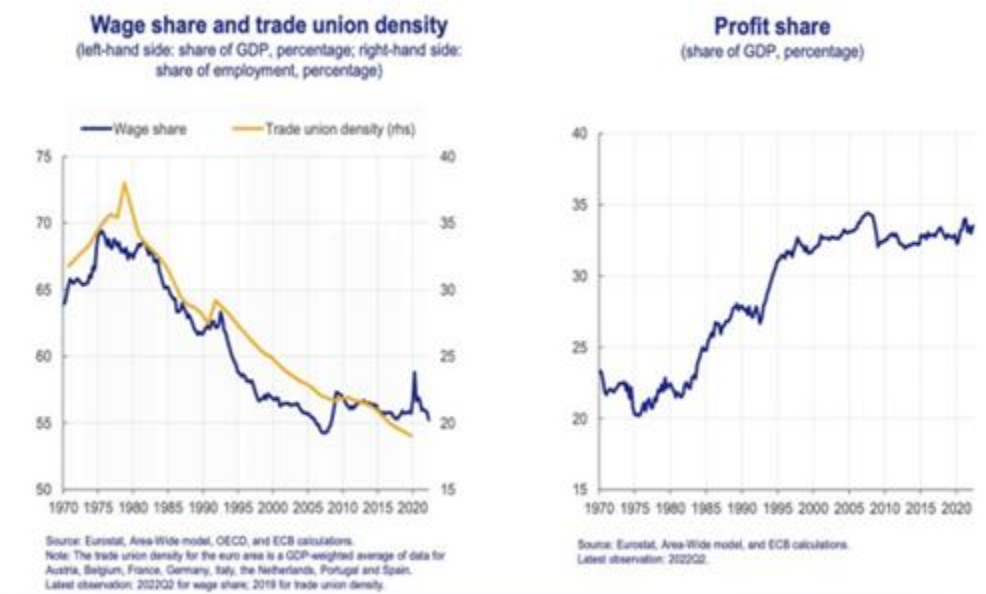 Wage share and trade union density
(left-hand side: share of GDP, percentage; right-hand side:
share of employment, percentage)
Wage share
Trade union density (rhs)
75
70
65
60
55
50
40
35
30
25
20
15
1970 1975 1980 1985 1990 1995 2000 2005 2010 2015 2020
Source: Eurostat, Area-Wide model, OECD, and ECB calculations.
Note: The trade union density for the euro area is a GDP-weighted average of data for
Austria, Belgium, France, Germany, Italy, the Netherlands, Portugal and Spain.
Latest observation: 2022Q2 for wage share; 2019 for trade union density.
Profit share
(share of GDP, percentage)
40
35
30
25
20
15
1970 1975 1980 1985 1990 1995 2000 2005 2010 2015 2020
Source: Eurostat, Area-Wide model, and ECB calculations.
Latest observation: 2022Q2.